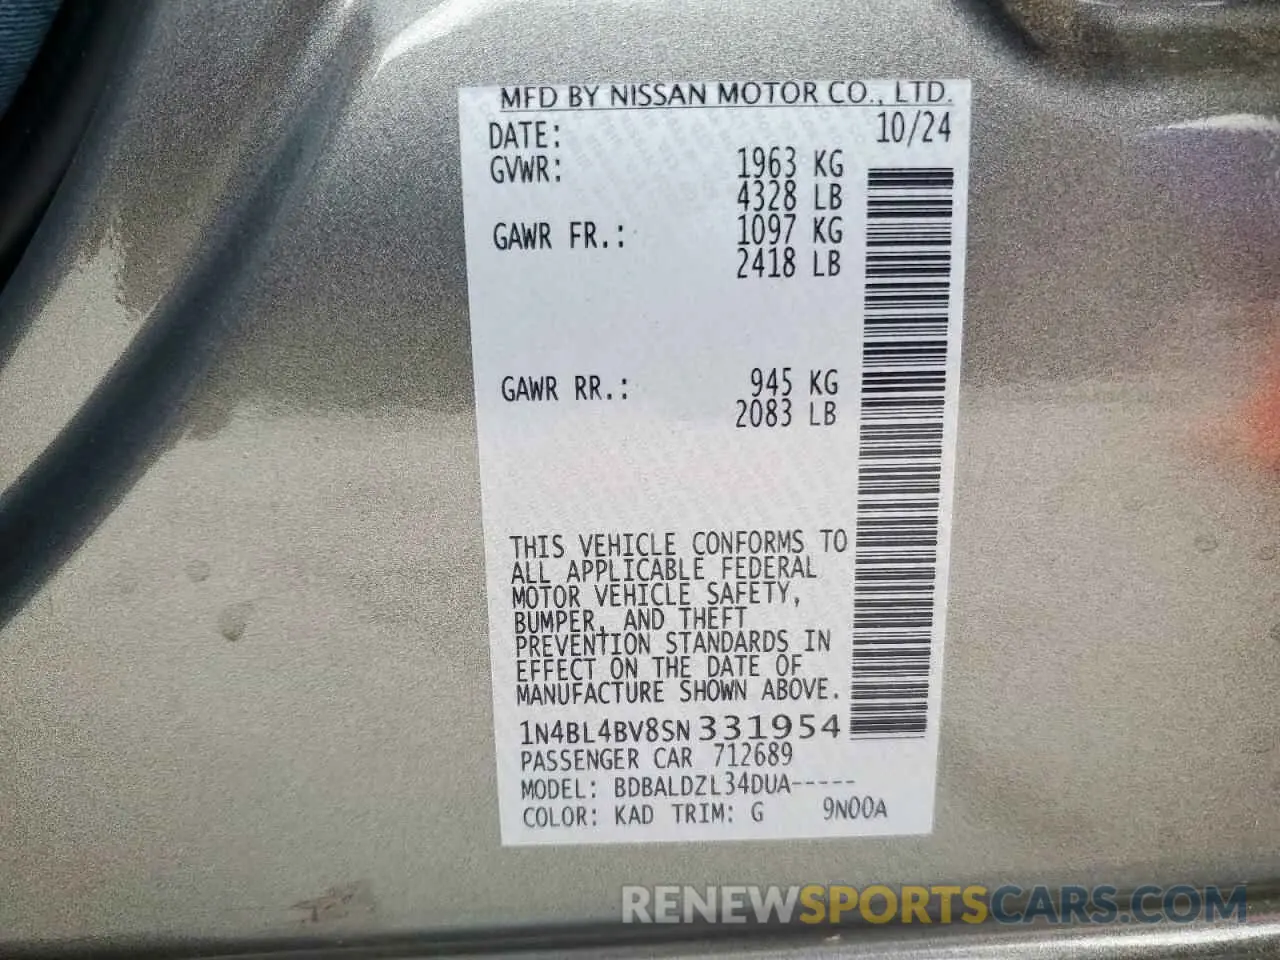 MFD BY NISSAN MOTOR CO., LTD.
DATE: 10/24
GVWR: 1963 KG
4328 LB
GAWR FR.: 1097 KG
2418 LB
GAWR RR.: 945 KG
2083 LB
THIS VEHICLE CONFORMS TO
ALL APPLICABLE FEDERAL
MOTOR VEHICLE SAFETY,
BUMPER, AND THEFT
PREVENTION STANDARDS IN
EFFECT ON THE DATE OF
MANUFACTURE SHOWN ABOVE.
1N4BL4BV8SN331954
PASSENGER CAR 712689
MODEL: BDBALDZL34DUA-----
COLOR: KAD TRIM: G 9N00A
RENEWSPORTSCARS.COM